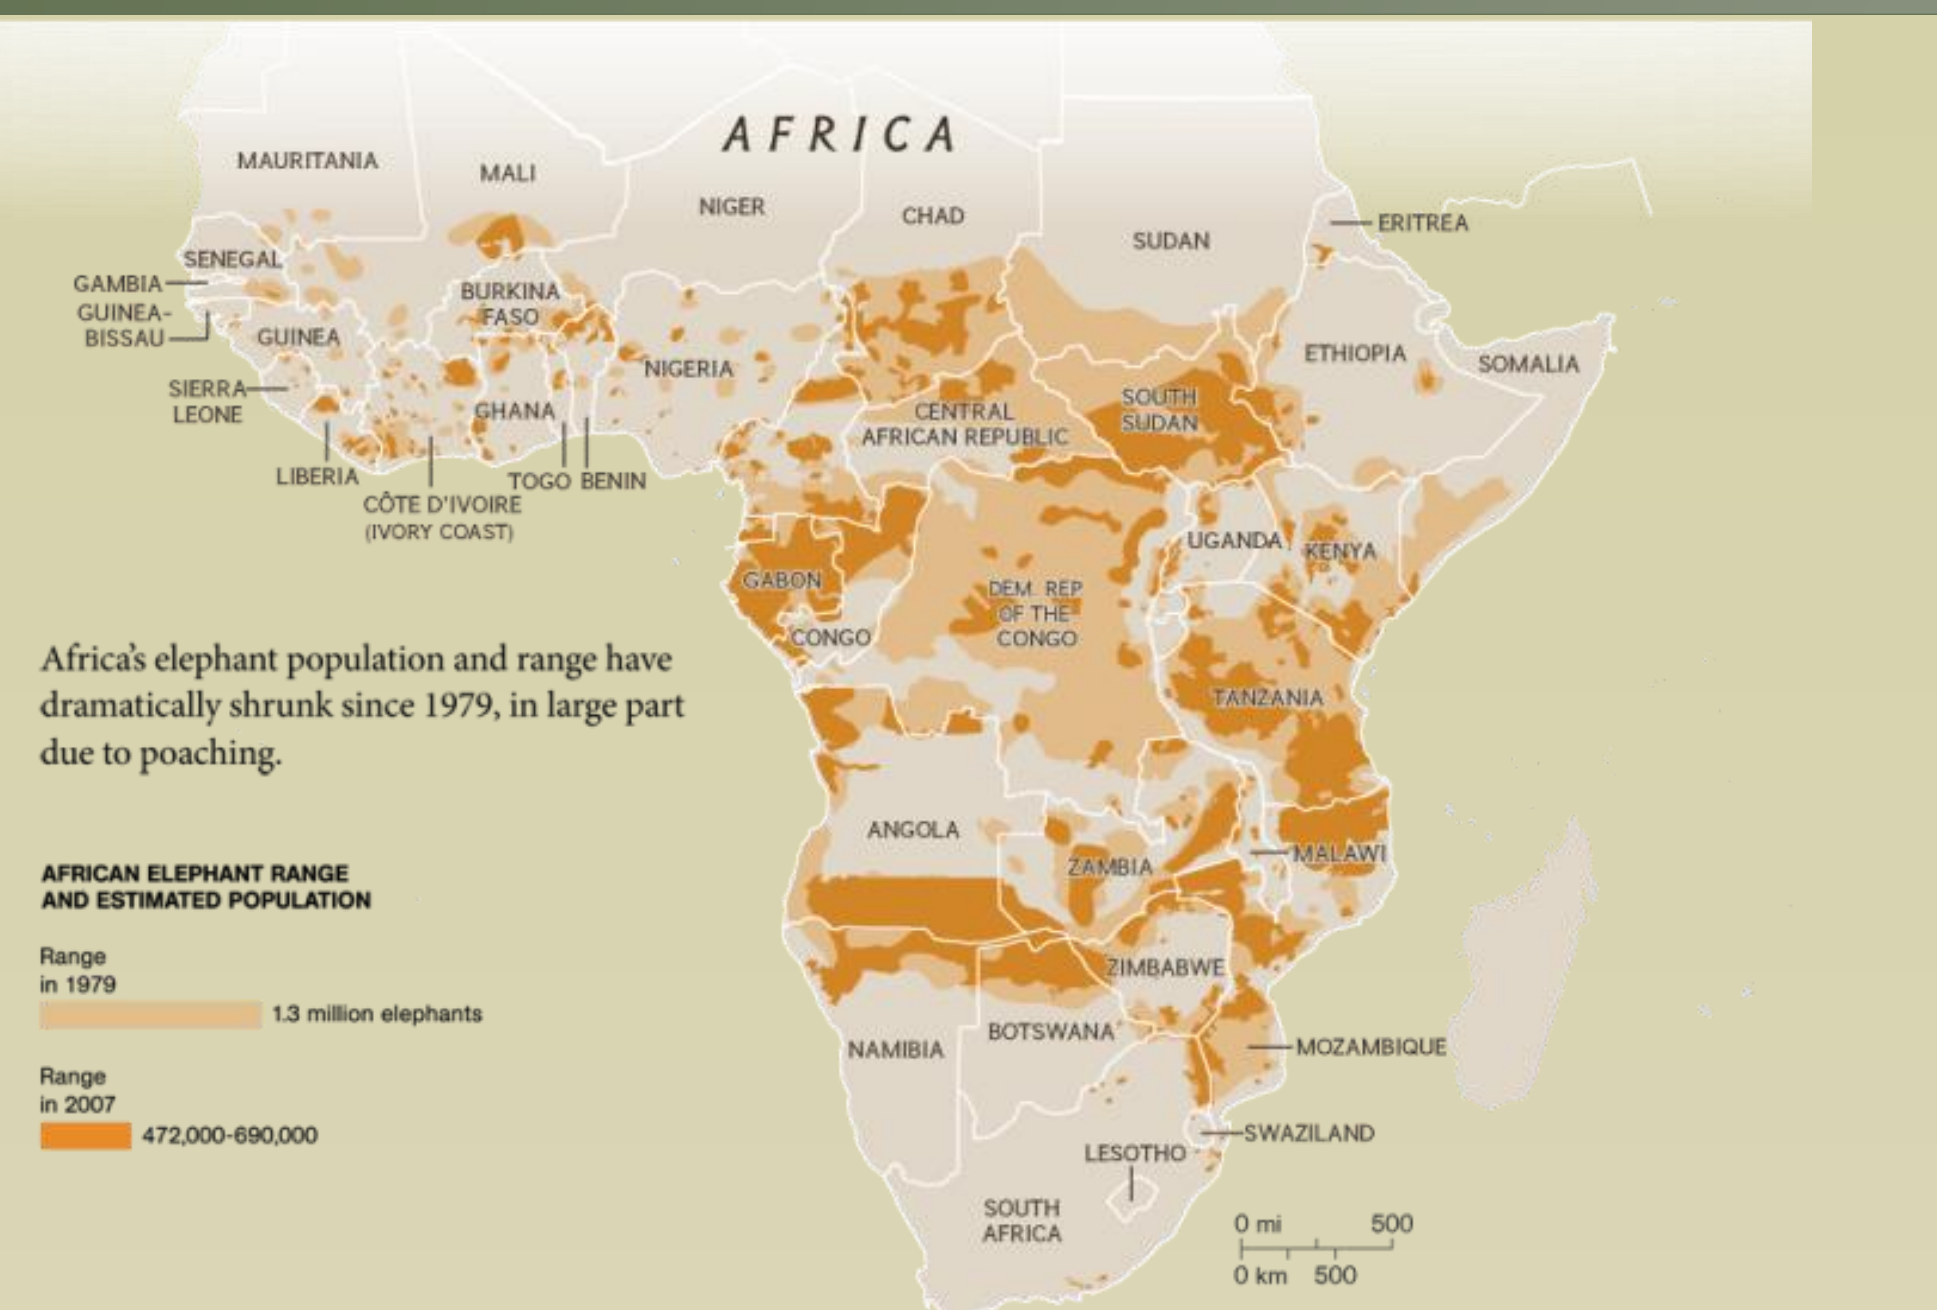 AFRICA
MAURITANIA
MALI
NIGER
CHAD
SUDAN
ERITREA
SENEGAL
GAMBIA
GUINEA-
BISSAU
GUINEA
BURKINA
FASO
NIGERIA
ETHIOPIA
SOMALIA
SIERRA
LEONE
GHANA
CENTRAL
AFRICAN REPUBLIC
SOUTH
SUDAN
LIBERIA
CÔTE D'IVOIRE
(IVORY COAST)
TOGO
BENIN
UGANDA
KENYA
GABON
CONGO
DEM. REP
OF THE
CONGO
TANZANIA
Africa's elephant population and range have
dramatically shrunk since 1979, in large part
due to poaching.
ANGOLA
ZAMBIA
MALAWI
AFRICAN ELEPHANT RANGE
AND ESTIMATED POPULATION
Range
in 1979
1.3 million elephants
Range
in 2007
472,000-690,000
ZIMBABWE
NAMIBIA
BOTSWANA
MOZAMBIQUE
SWAZILAND
LESOTHO
SOUTH
AFRICA
0 mi 500
0 km 500